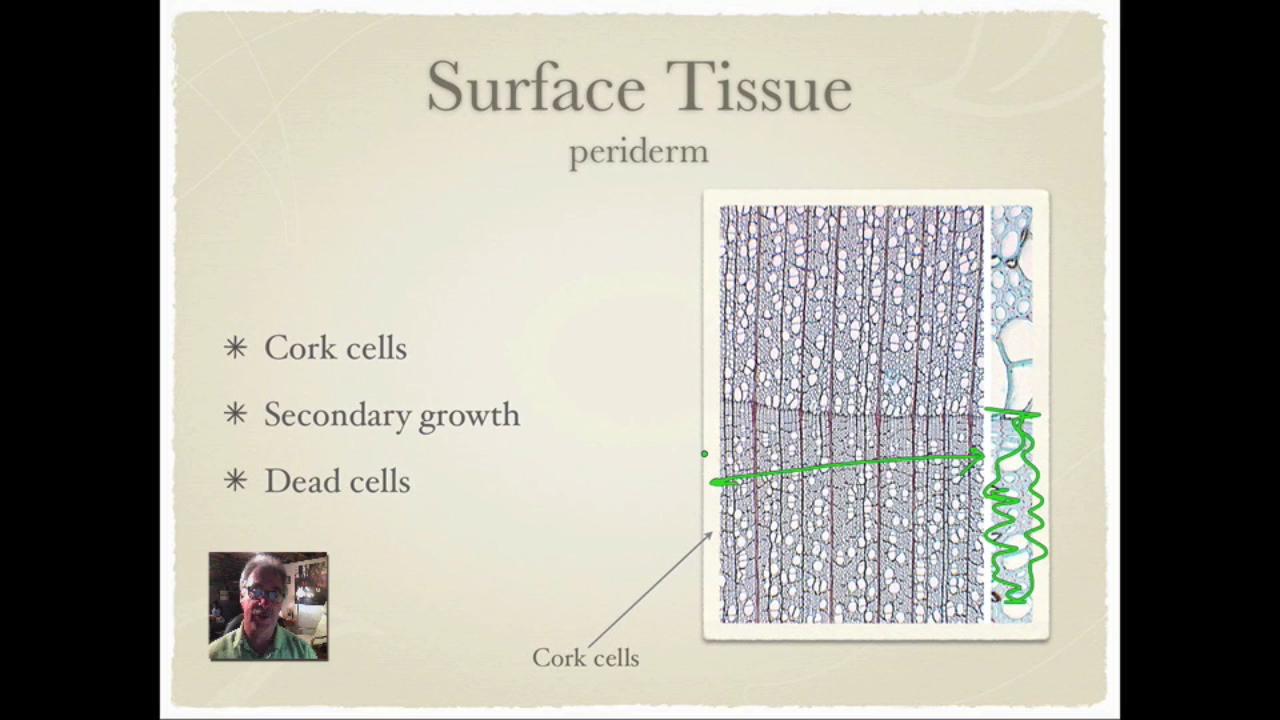 Surface Tissue
periderm
Cork cells
Secondary growth
Dead cells
Cork cells